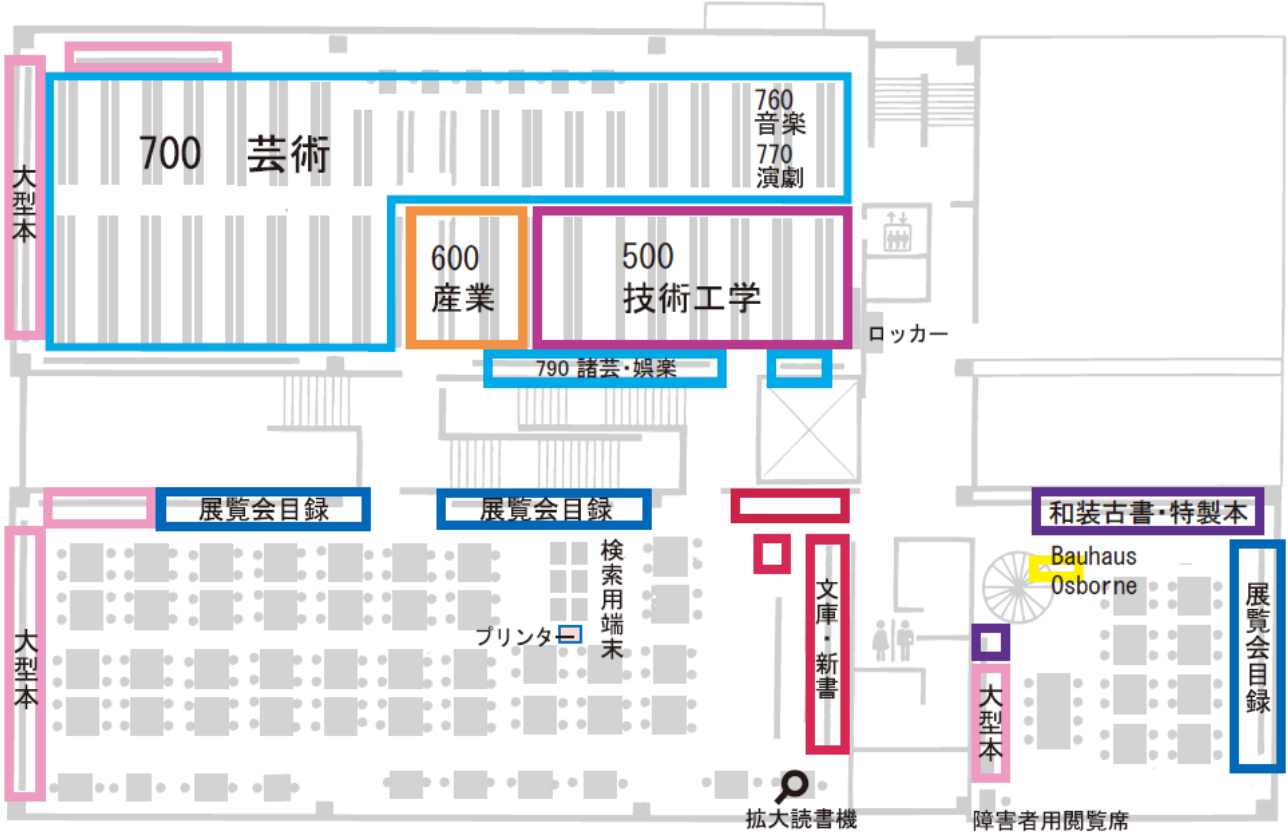 700 芸術
760
音楽
770
演劇
大型本
600
産業
500
技術工学
ロッカー
790 諸芸・娯楽
展覧会目録
展覧会目録
和装古書・特製本
Bauhaus
Osborne
検索用端末
プリンター
文庫・新書
大型本
大型本
展覧会目録
拡大読書機
障害者用閲覧席